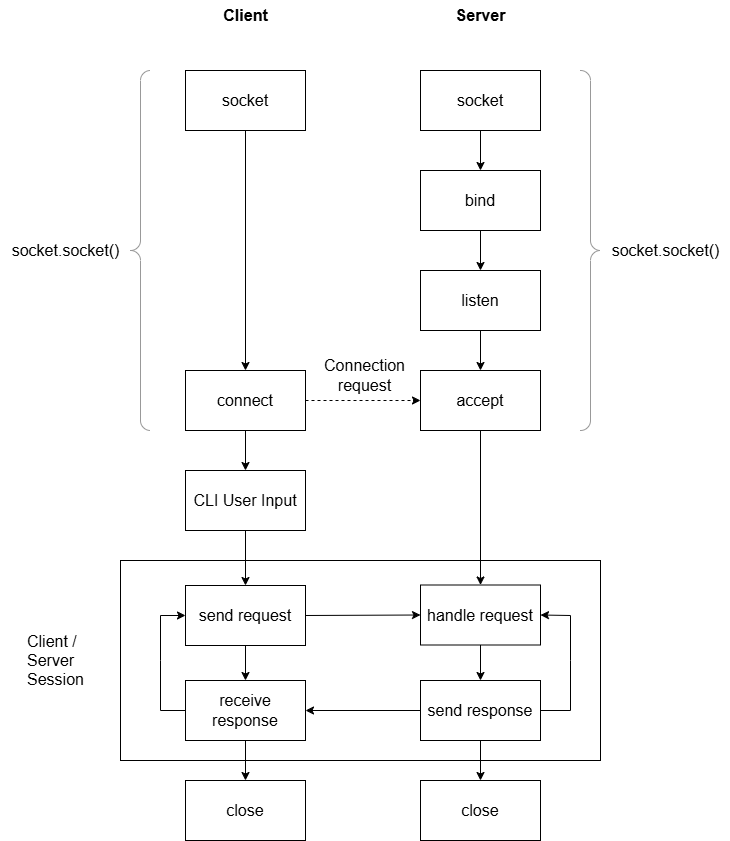 Client
Server
socket
socket
bind
socket.socket()
socket.socket()
listen
Connection
request
connect
accept
CLI User Input
send request
handle request
Client /
Server
Session
receive
response
send response
close
close